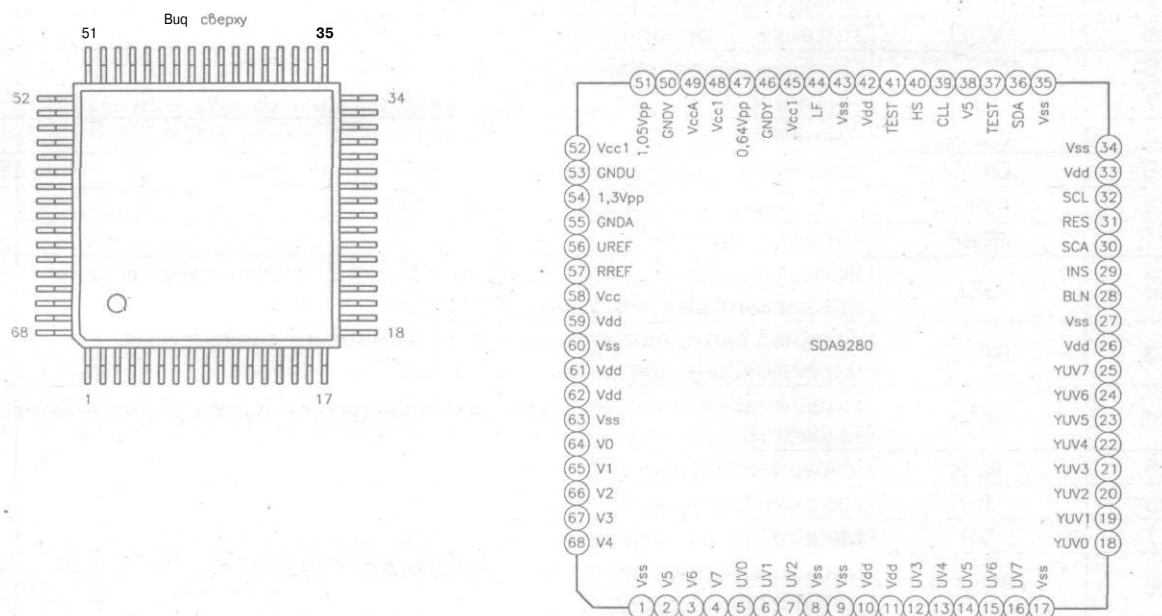 Buq сверху
51 35
52 34
68 18
1 17
51 50 49 48 47 46 45 44 43 42 41 40 39 38 37 36 35
1,05Vpp GNDV VccA Vcc1 0,64Vpp GNDY Vcc1 LF Vss Vdd TEST HS CLL V5 TEST SDA Vss
52 Vcc1 Vss 34
53 GNDU Vdd 33
54 1,3Vpp SCL 32
55 GNDA RES 31
56 UREF SCA 30
57 RREF INS 29
58 Vcc BLN 28
59 Vdd Vss 27
60 Vss SDA9280 Vdd 26
61 Vdd YUV7 25
62 Vdd YUV6 24
63 Vss YUV5 23
64 V0 YUV4 22
65 V1 YUV3 21
66 V2 YUV2 20
67 V3 YUV1 19
68 V4 YUV0 18
Vss V5 V6 V7 UV0 UV1 UV2 Vss Vss Vdd Vdd UV3 UV4 UV5 UV6 UV7 Vss
1 2 3 4 5 6 7 8 9 10 11 12 13 14 15 16 17